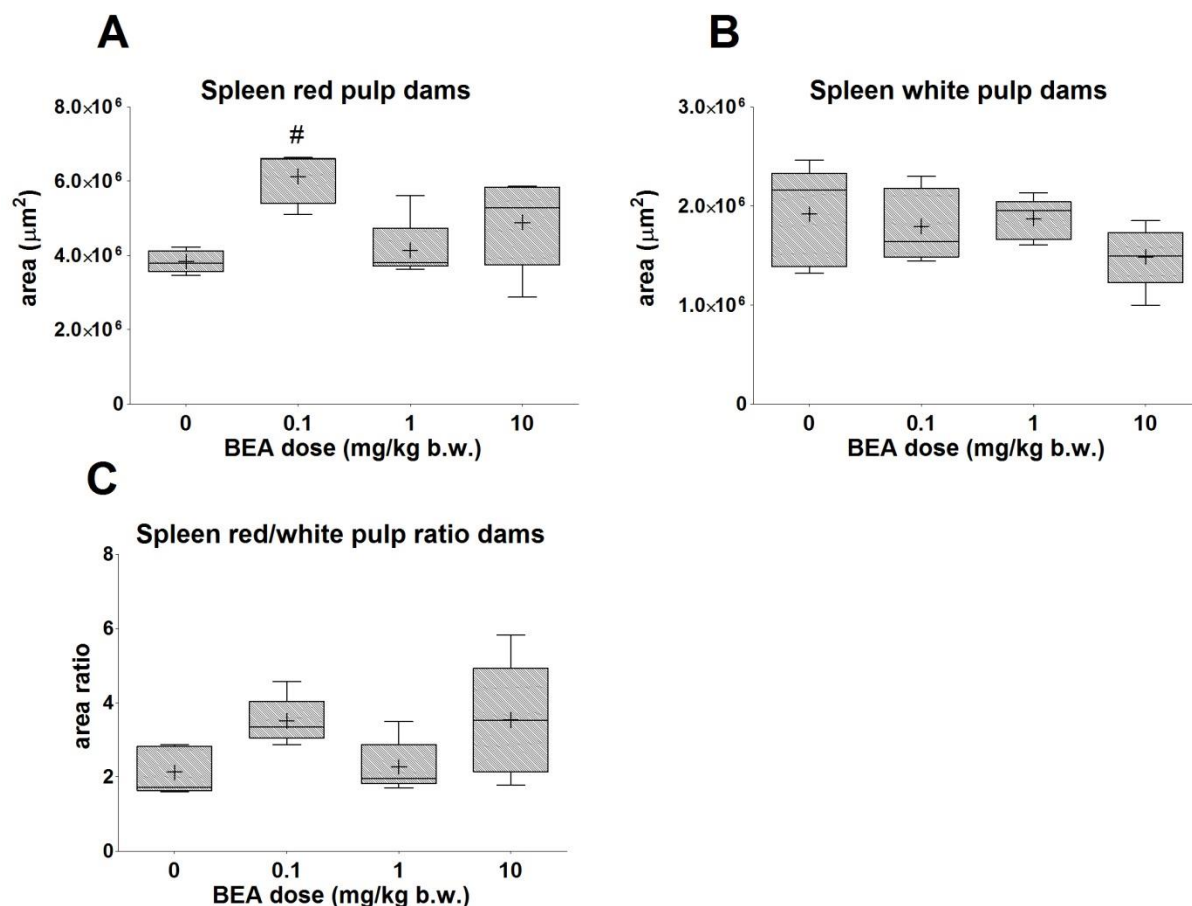 A
Spleen red pulp dams
#
8.0×10⁶
6.0×10⁶
4.0×10⁶
2.0×10⁶
0
area (μm²)
0 0.1 1 10
BEA dose (mg/kg b.w.)
B
Spleen white pulp dams
3.0×10⁶
2.0×10⁶
1.0×10⁶
0
area (μm²)
0 0.1 1 10
BEA dose (mg/kg b.w.)
C
Spleen red/white pulp ratio dams
8
6
4
2
0
area ratio
0 0.1 1 10
BEA dose (mg/kg b.w.)